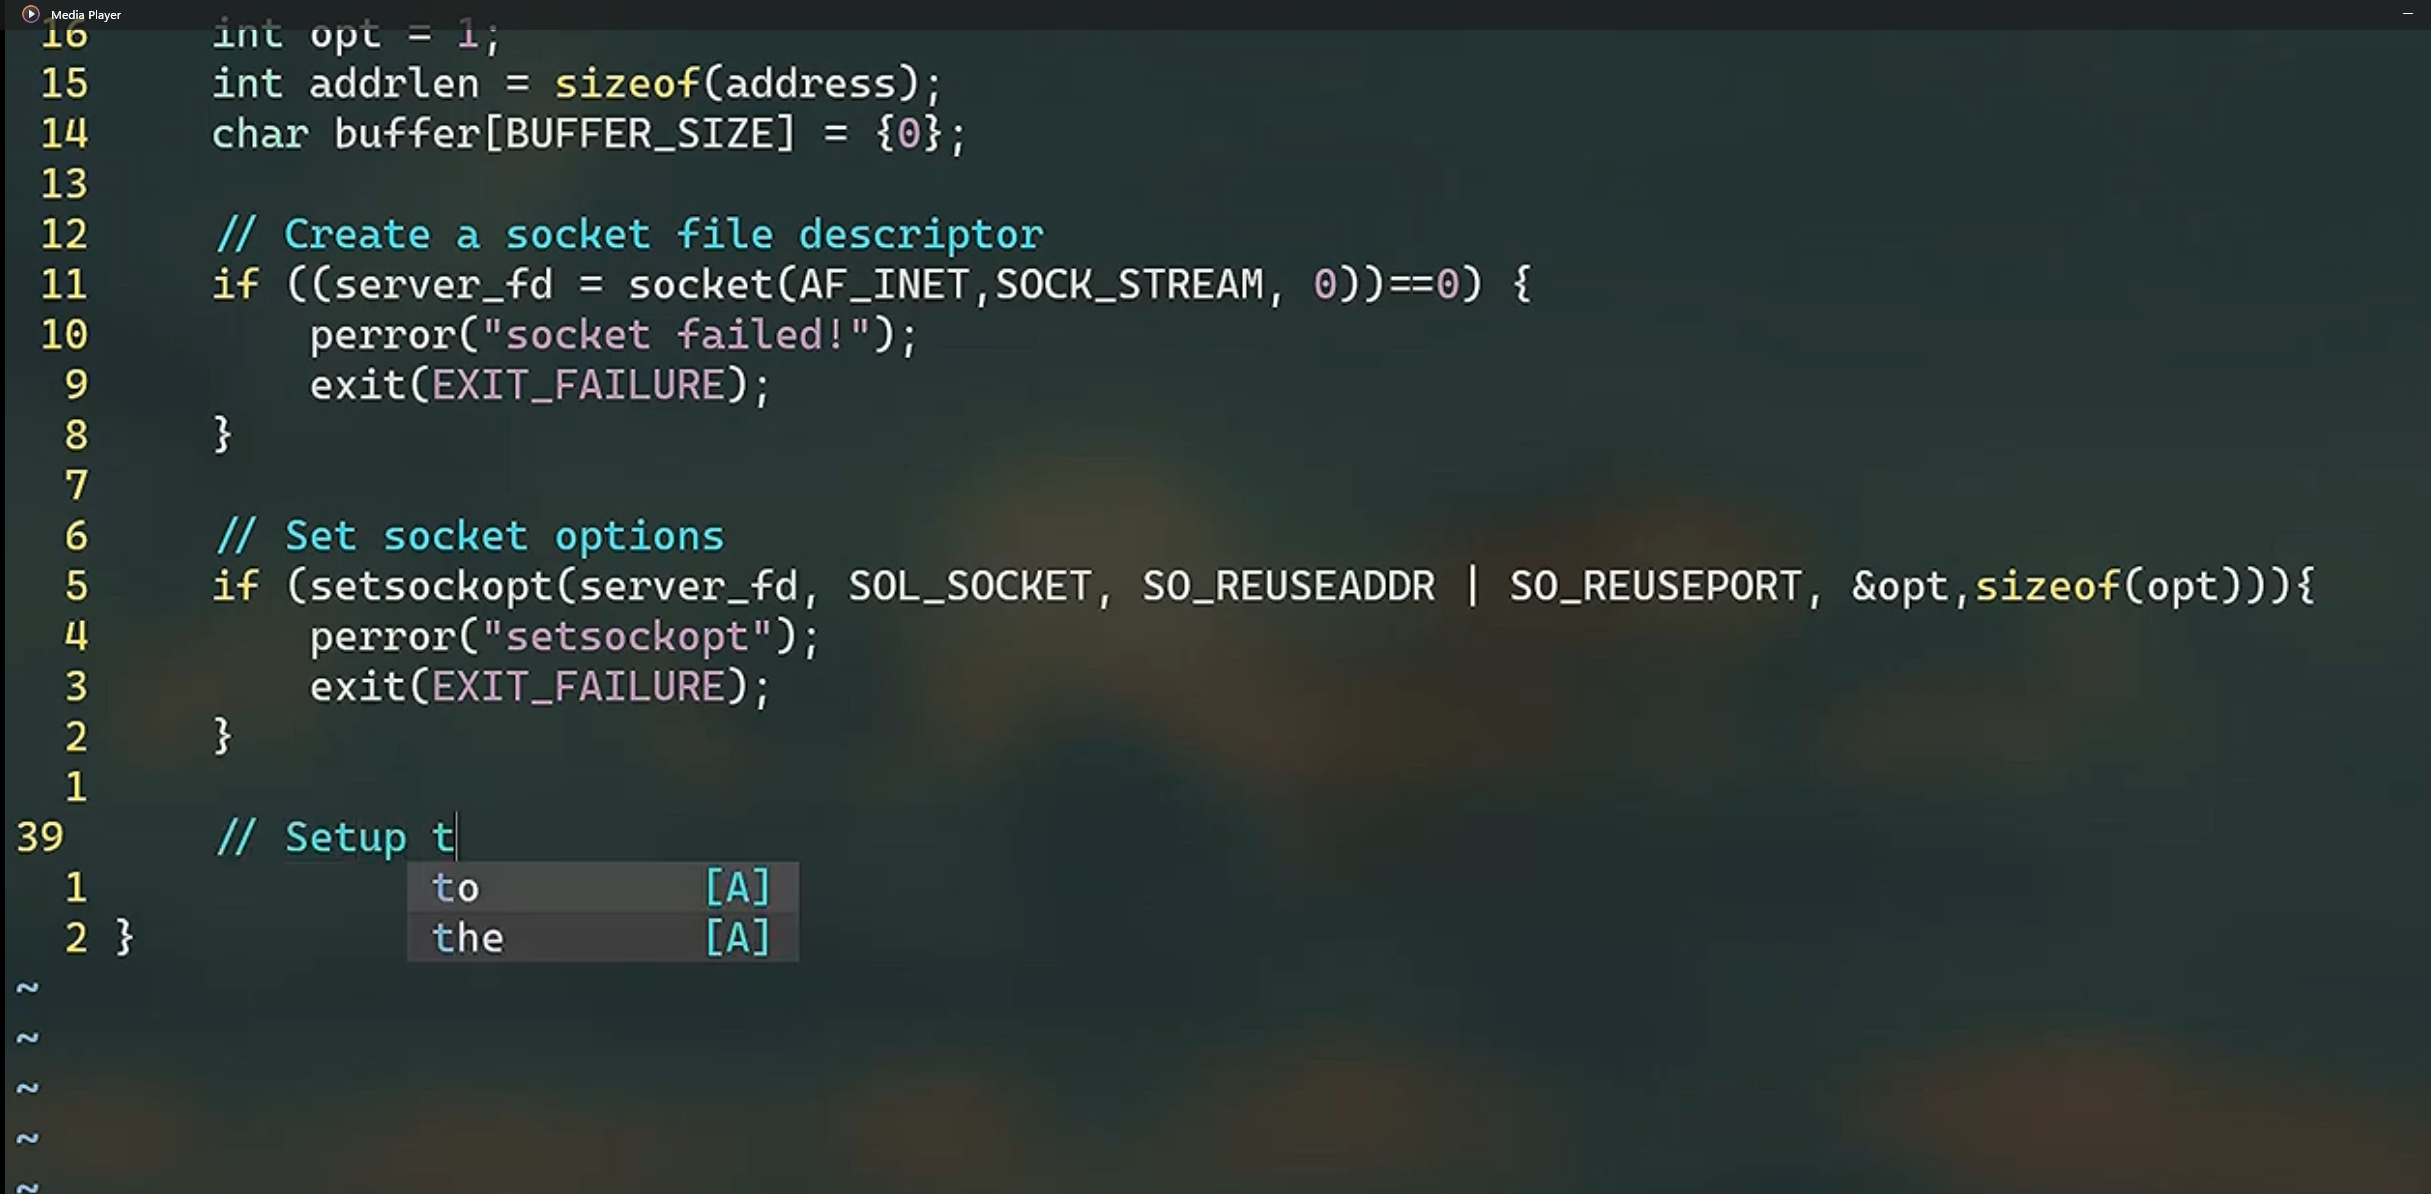 Media Player
16 int opt = 1;
15 int addrlen = sizeof(address);
14 char buffer[BUFFER_SIZE] = {0};
13
12 // Create a socket file descriptor
11 if ((server_fd = socket(AF_INET,SOCK_STREAM, 0))==0) {
10 perror("socket failed!");
9 exit(EXIT_FAILURE);
8 }
7
6 // Set socket options
5 if (setsockopt(server_fd, SOL_SOCKET, SO_REUSEADDR | SO_REUSEPORT, &opt,sizeof(opt))){
4 perror("setsockopt");
3 exit(EXIT_FAILURE);
2 }
1
39 // Setup t
1 to [A]
2 } the [A]
~
~
~
~
~